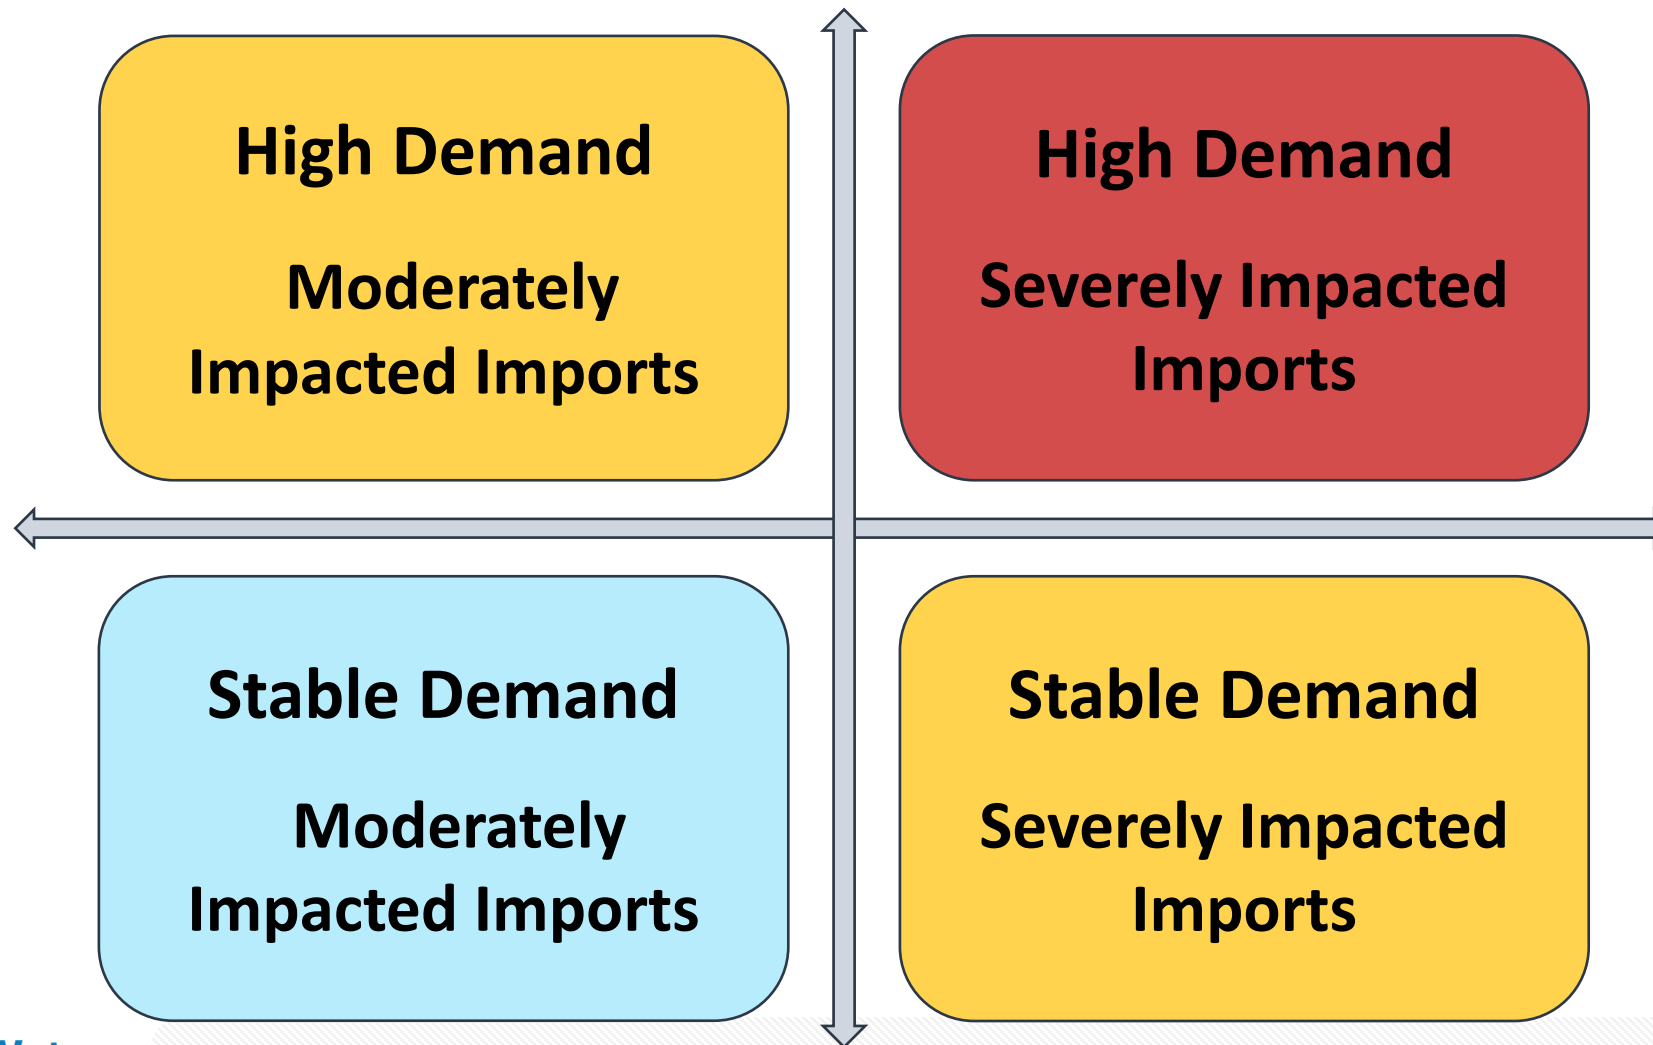 High Demand
Moderately
Impacted Imports
High Demand
Severely Impacted
Imports
Stable Demand
Moderately
Impacted Imports
Stable Demand
Severely Impacted
Imports